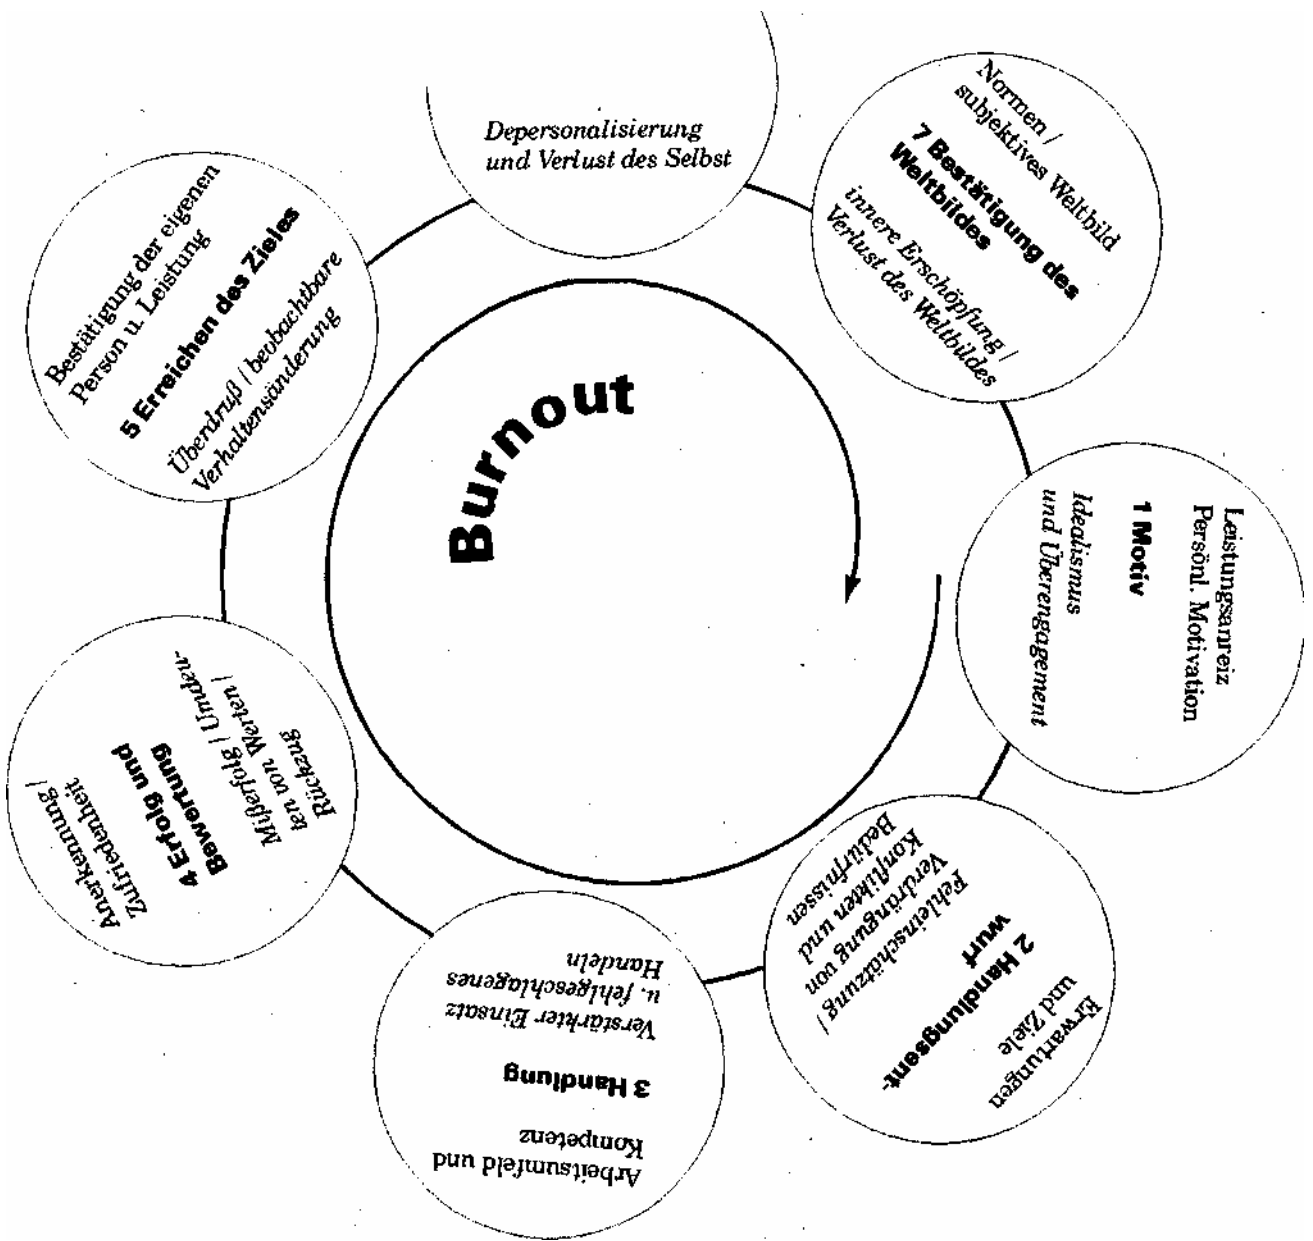 Depersonalisierung
und Verlust des Selbst
Normen /
subjektives Weltbild
7 Bestätigung des
Weltbildes
innere Erschöpfung /
Verlust des Weltbildes
Leistungsanreiz
Persönl. Motivation
1 Motiv
Idealismus
und Überengagement
Erwartungen
und Ziele
2 Handlungsent-
wurf
Fehleinschätzung /
Verdrängung von
Konflikten und
Bedürfnissen
Arbeitsumfeld und
Kompetenz
3 Handlung
Verstärkter Einsatz
u. fehlgeschlagenes
Handeln
Anerkennung /
Zufriedenheit
4 Erfolg und
Bewertung
Mißerfolg / Umdeu-
ten von Werten /
Rückzug
Bestätigung der eigenen
Person u. Leistung
5 Erreichen des Zieles
Überdruß / beobachtbare
Verhaltensänderung
Burnout